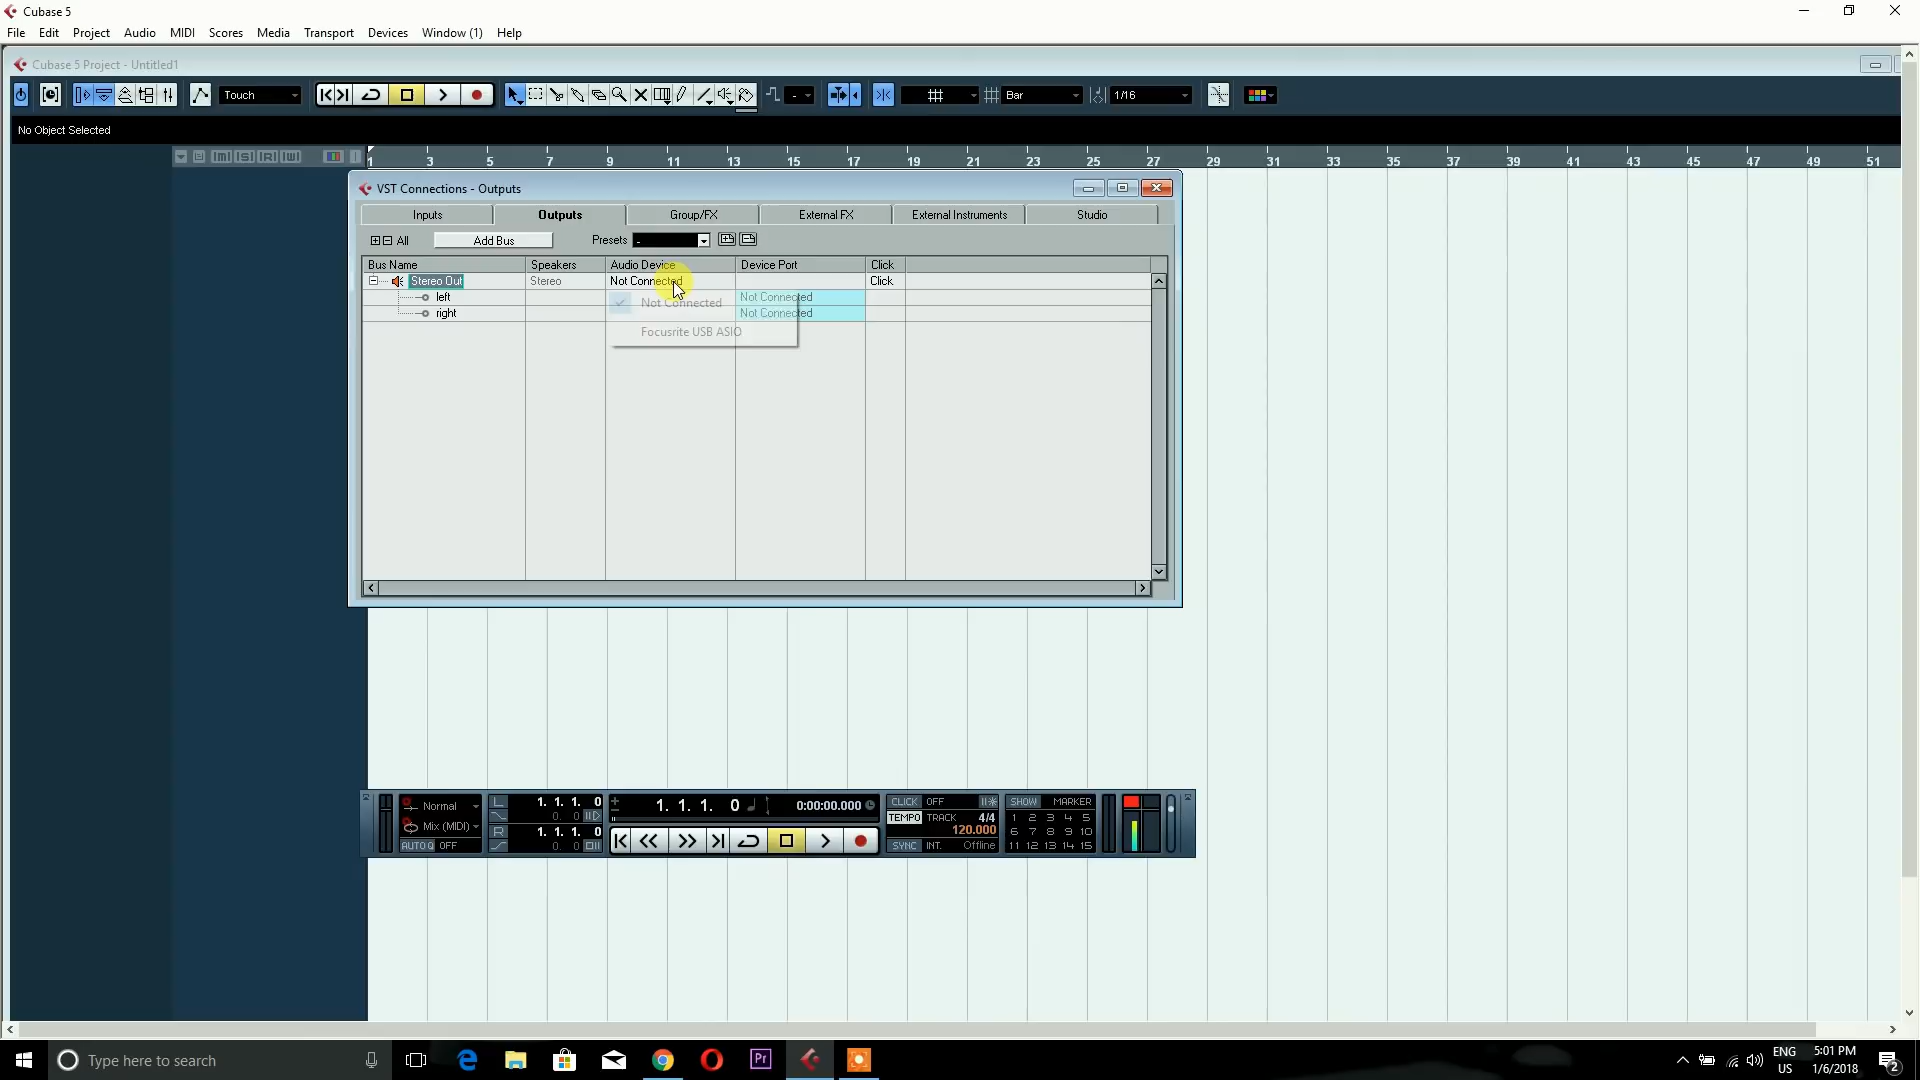 Cubase 5
File Edit Project Audio MIDI Scores Media Transport Devices Window (1) Help
Cubase 5 Project - Untitled1
Touch Bar 1/16
No Object Selected
1 3 5 7 9 11 13 15 17 19 21 23 25 27 29 31 33 35 37 39 41 43 45 47 49 51
VST Connections - Outputs
Inputs Outputs Group/FX External FX External Instruments Studio
All Add Bus Presets -
Bus Name Speakers Audio Device Device Port Click
Stereo Out Stereo Not Connected Click
left Not Connected
Not Connected
right Not Connected
Focusrite USB ASIO
Normal L 1. 1. 1. 0 1. 1. 1. 0 0:00:00.000 CLICK OFF SHOW MARKER
0. 0 TEMPO TRACK 4/4 1 2 3 4 5
Mix (MIDI) R 1. 1. 1. 0 120.000 6 7 8 9 10
AUTO Q OFF 0. 0 SYNC INT. Offline 11 12 13 14 15
Type here to search
Pr
ENG
US
5:01 PM
1/6/2018
2